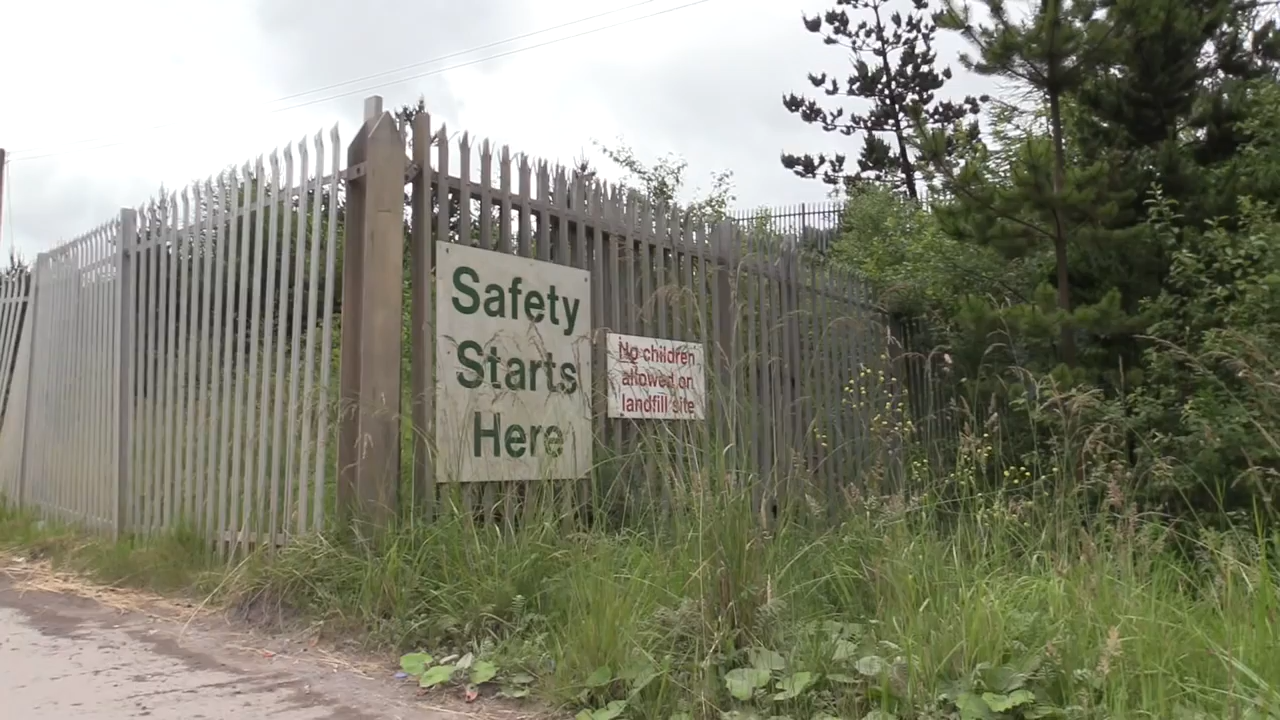 Safety
Starts
Here
No children
allowed on
landfill site